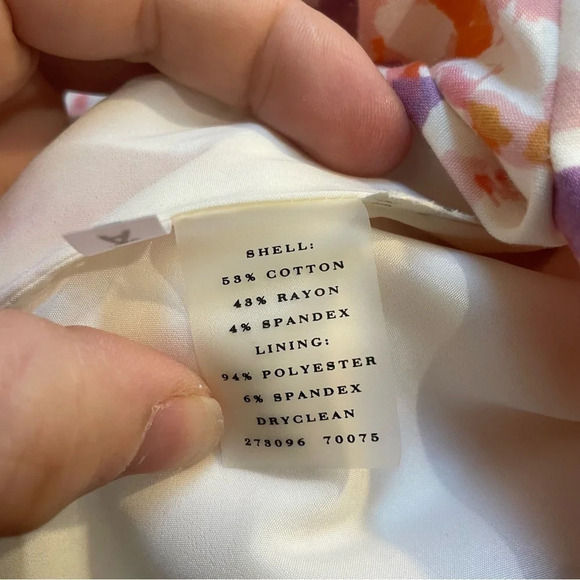 SHELL:
53% COTTON
43% RAYON
4% SPANDEX
LINING:
94% POLYESTER
6% SPANDEX
DRYCLEAN
273096 70075